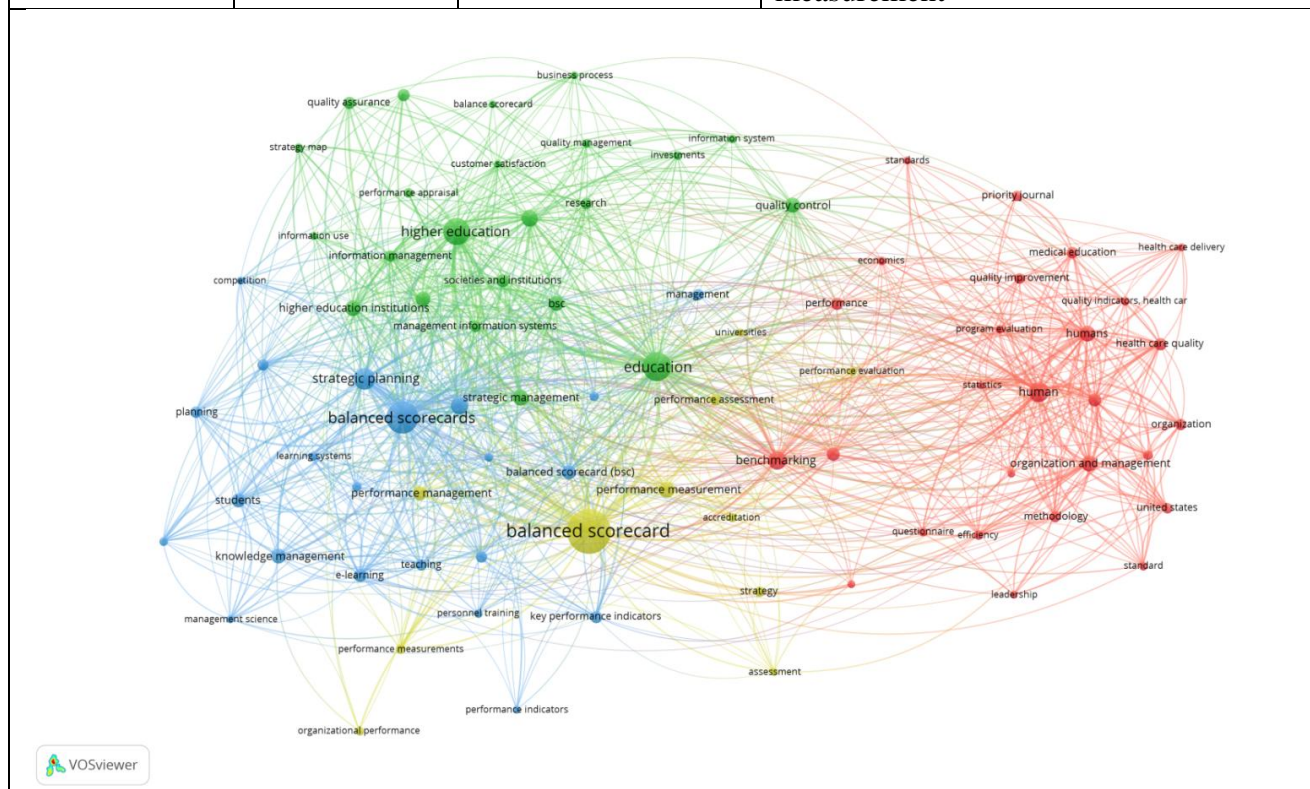 measurement
business process
quality assurance
balance scorecard
information system
strategy map
quality management
investments
customer satisfaction
standards
performance appraisal
priority journal
research
quality control
higher education
information use
information management
medical education
health care delivery
economics
competition
societies and institutions
quality improvement
management
higher education institutions
bsc
performance
quality indicators, health car
management information systems
universities
program evaluation
humans
health care quality
education
performance evaluation
strategic planning
statistics
human
strategic management
performance assessment
planning
balanced scorecards
organization
learning systems
balanced scorecard (bsc)
benchmarking
organization and management
performance management
performance measurement
students
united states
accreditation
methodology
balanced scorecard
questionnaire
efficiency
knowledge management
teaching
e-learning
standard
strategy
leadership
management science
personnel training
key performance indicators
performance measurements
assessment
performance indicators
organizational performance
VOSviewer